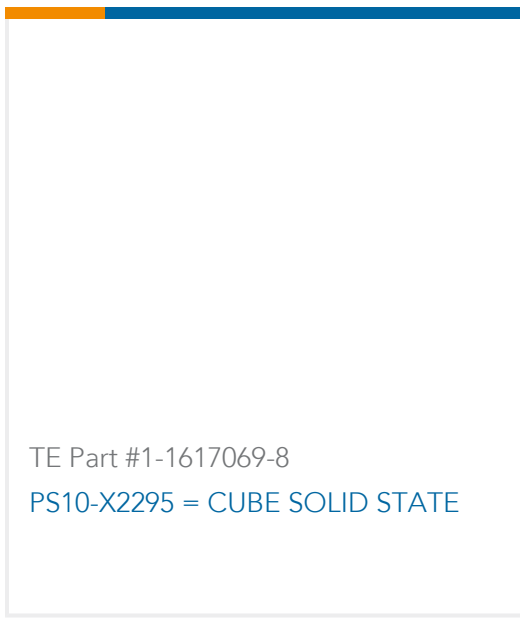 TE Part #1-1617069-8
PS10-X2295 = CUBE SOLID STATE